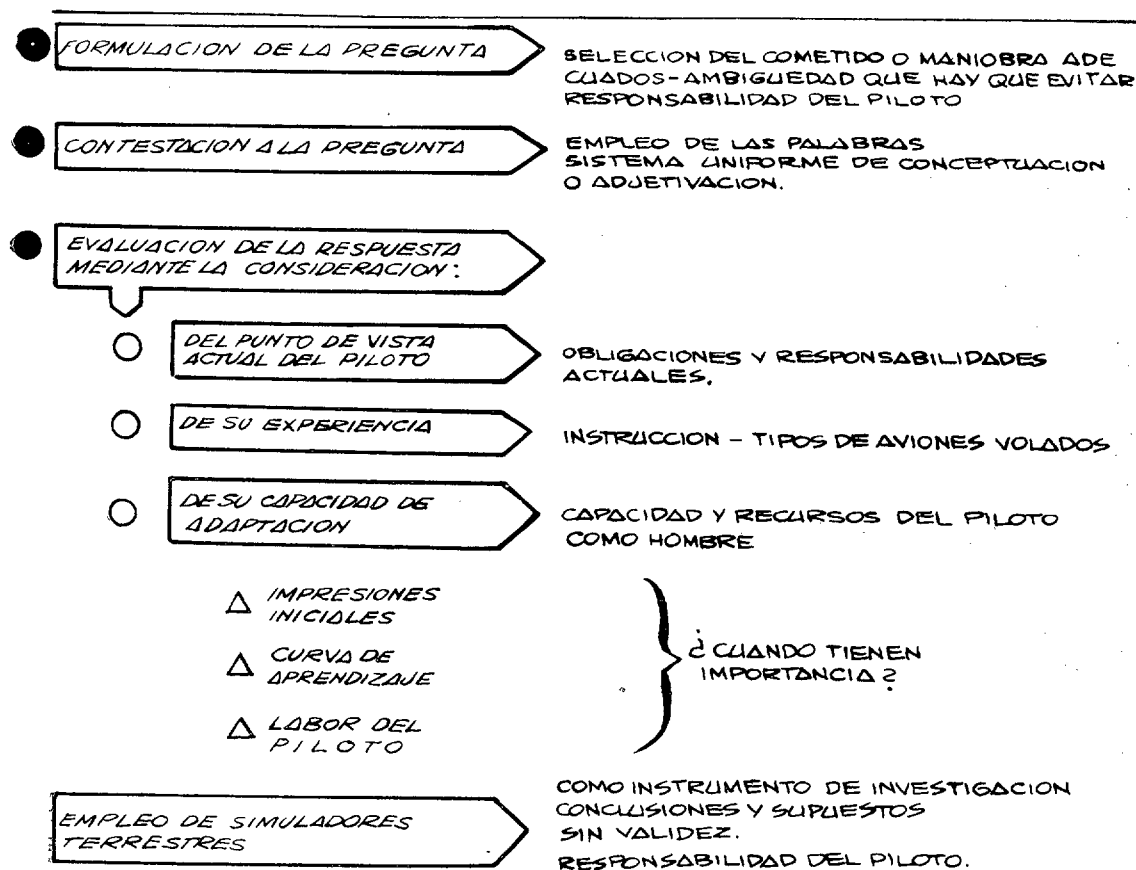 FORMULACION DE LA PREGUNTA
SELECCION DEL COMETIDO O MANIOBRA ADE
CUADOS-AMBIGUEDAD QUE HAY QUE EVITAR
RESPONSABILIDAD DEL PILOTO
CONTESTACION A LA PREGUNTA
EMPLEO DE LAS PALABRAS
SISTEMA UNIFORME DE CONCEPTUACION
O ADJETIVACION.
EVALUACION DE LA RESPUESTA
MEDIANTE LA CONSIDERACION:
DEL PUNTO DE VISTA
ACTUAL DEL PILOTO
OBLIGACIONES Y RESPONSABILIDADES
ACTUALES.
DE SU EXPERIENCIA
INSTRUCCION - TIPOS DE AVIONES VOLADOS
DE SU CAPACIDAD DE
ADAPTACION
CAPACIDAD Y RECURSOS DEL PILOTO
COMO HOMBRE
IMPRESIONES
INICIALES
CURVA DE
APRENDIZAJE
LABOR DEL
PILOTO
¿CUANDO TIENEN
IMPORTANCIA?
EMPLEO DE SIMULADORES
TERRESTRES
COMO INSTRUMENTO DE INVESTIGACION
CONCLUSIONES Y SUPUESTOS
SIN VALIDEZ.
RESPONSABILIDAD DEL PILOTO.